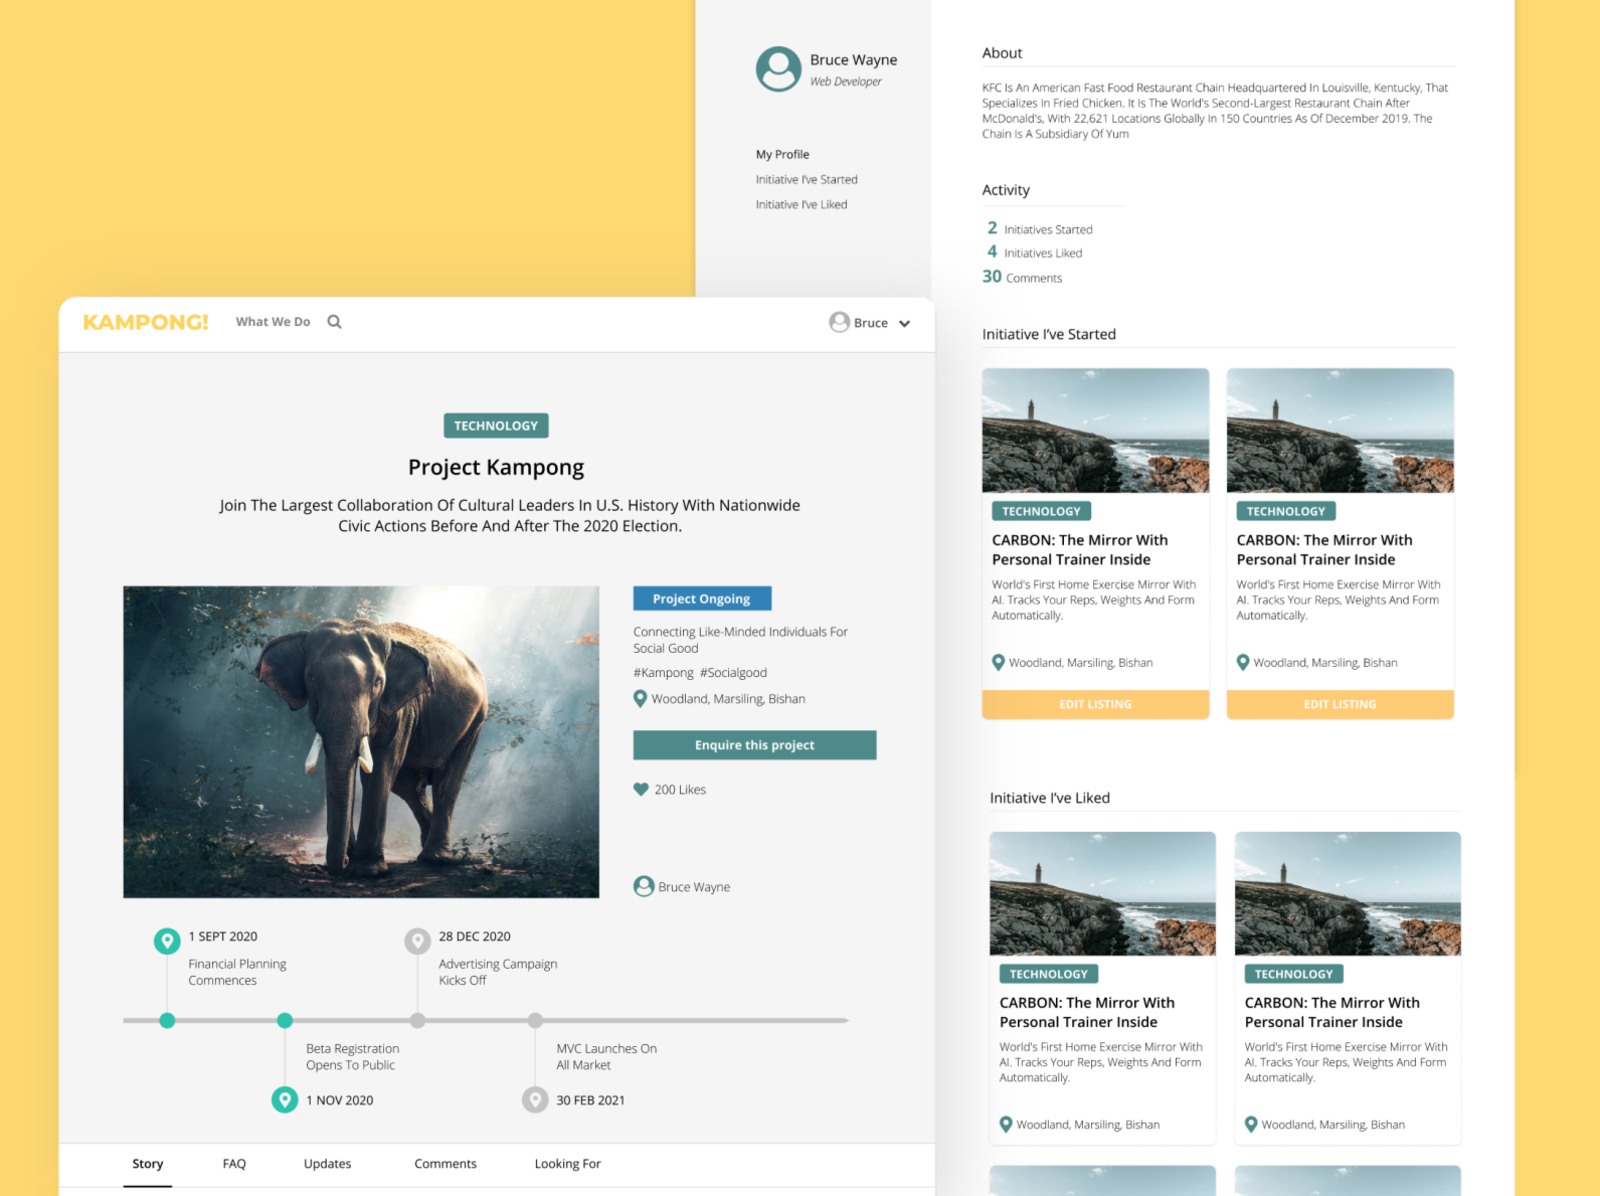 Bruce Wayne
Web Developer
My Profile
Initiative I've Started
Initiative I've Liked
About
KFC Is An American Fast Food Restaurant Chain Headquartered In Louisville, Kentucky, That
Specializes In Fried Chicken. It Is The World's Second-Largest Restaurant Chain After
McDonald's, With 22,621 Locations Globally In 150 Countries As Of December 2019. The
Chain Is A Subsidiary Of Yum
Activity
2 Initiatives Started
4 Initiatives Liked
30 Comments
Initiative I've Started
TECHNOLOGY
CARBON: The Mirror With
Personal Trainer Inside
World's First Home Exercise Mirror With
AI. Tracks Your Reps, Weights And Form
Automatically.
Woodland, Marsiling, Bishan
EDIT LISTING
TECHNOLOGY
CARBON: The Mirror With
Personal Trainer Inside
World's First Home Exercise Mirror With
AI. Tracks Your Reps, Weights And Form
Automatically.
Woodland, Marsiling, Bishan
EDIT LISTING
Initiative I've Liked
TECHNOLOGY
CARBON: The Mirror With
Personal Trainer Inside
World's First Home Exercise Mirror With
AI. Tracks Your Reps, Weights And Form
Automatically.
Woodland, Marsiling, Bishan
TECHNOLOGY
CARBON: The Mirror With
Personal Trainer Inside
World's First Home Exercise Mirror With
AI. Tracks Your Reps, Weights And Form
Automatically.
Woodland, Marsiling, Bishan
KAMPONG!
What We Do
Bruce
TECHNOLOGY
Project Kampong
Join The Largest Collaboration Of Cultural Leaders In U.S. History With Nationwide
Civic Actions Before And After The 2020 Election.
Project Ongoing
Connecting Like-Minded Individuals For
Social Good
#Kampong #Socialgood
Woodland, Marsiling, Bishan
Enquire this project
200 Likes
Bruce Wayne
1 SEPT 2020
Financial Planning
Commences
28 DEC 2020
Advertising Campaign
Kicks Off
Beta Registration
Opens To Public
1 NOV 2020
MVC Launches On
All Market
30 FEB 2021
Story
FAQ
Updates
Comments
Looking For